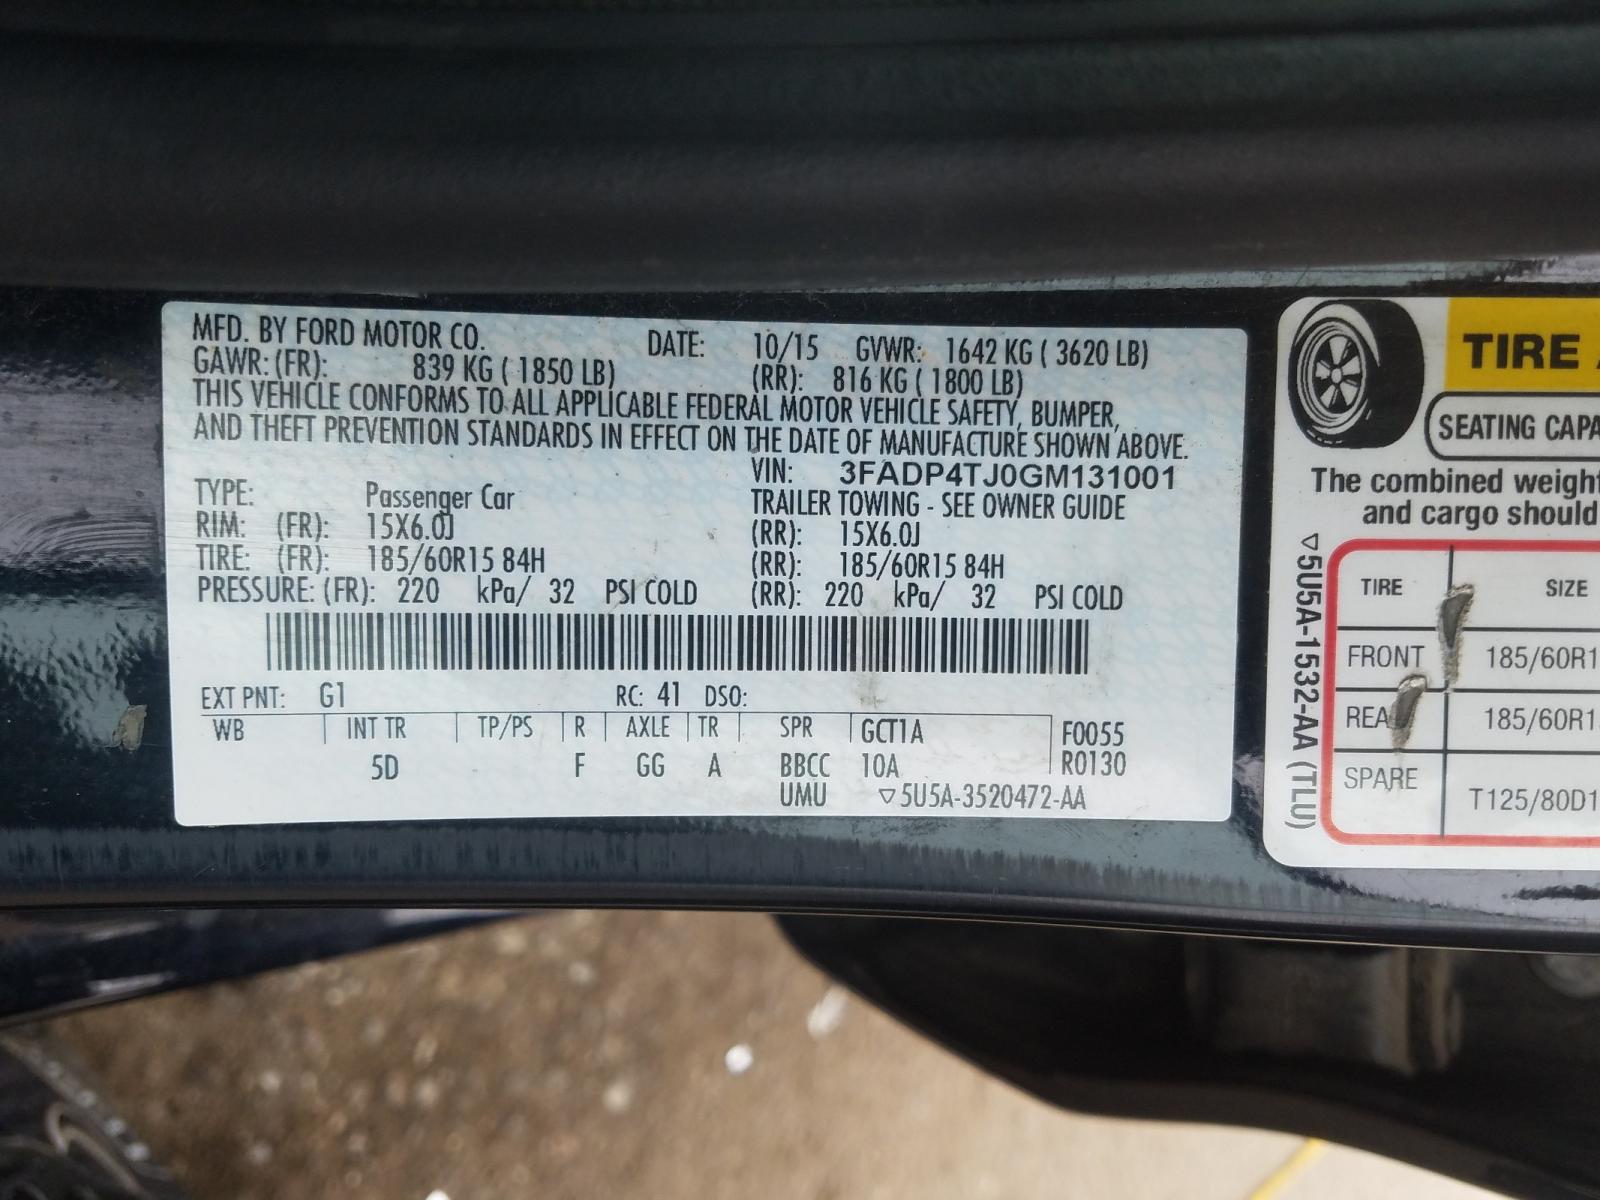 MFD. BY FORD MOTOR CO. DATE: 10/15 GVWR: 1642 KG ( 3620 LB)
GAWR: (FR): 839 KG ( 1850 LB) (RR): 816 KG ( 1800 LB)
THIS VEHICLE CONFORMS TO ALL APPLICABLE FEDERAL MOTOR VEHICLE SAFETY, BUMPER,
AND THEFT PREVENTION STANDARDS IN EFFECT ON THE DATE OF MANUFACTURE SHOWN ABOVE.
VIN: 3FADP4TJ0GM131001
TYPE: Passenger Car TRAILER TOWING - SEE OWNER GUIDE
RIM: (FR): 15X6.0J (RR): 15X6.0J
TIRE: (FR): 185/60R15 84H (RR): 185/60R15 84H
PRESSURE: (FR): 220 kPa/ 32 PSI COLD (RR): 220 kPa/ 32 PSI COLD
EXT PNT: G1 RC: 41 DSO:
WB INT TR TP/PS R AXLE TR SPR GCT1A F0055
5D F GG A BBCC 10A R0130
UMU ▽5U5A-3520472-AA
TIRE
SEATING CAPA
The combined weight
and cargo should
▽5U5A-1532-AA (TLU)
TIRE SIZE
FRONT 185/60R1
REA 185/60R1
SPARE T125/80D1